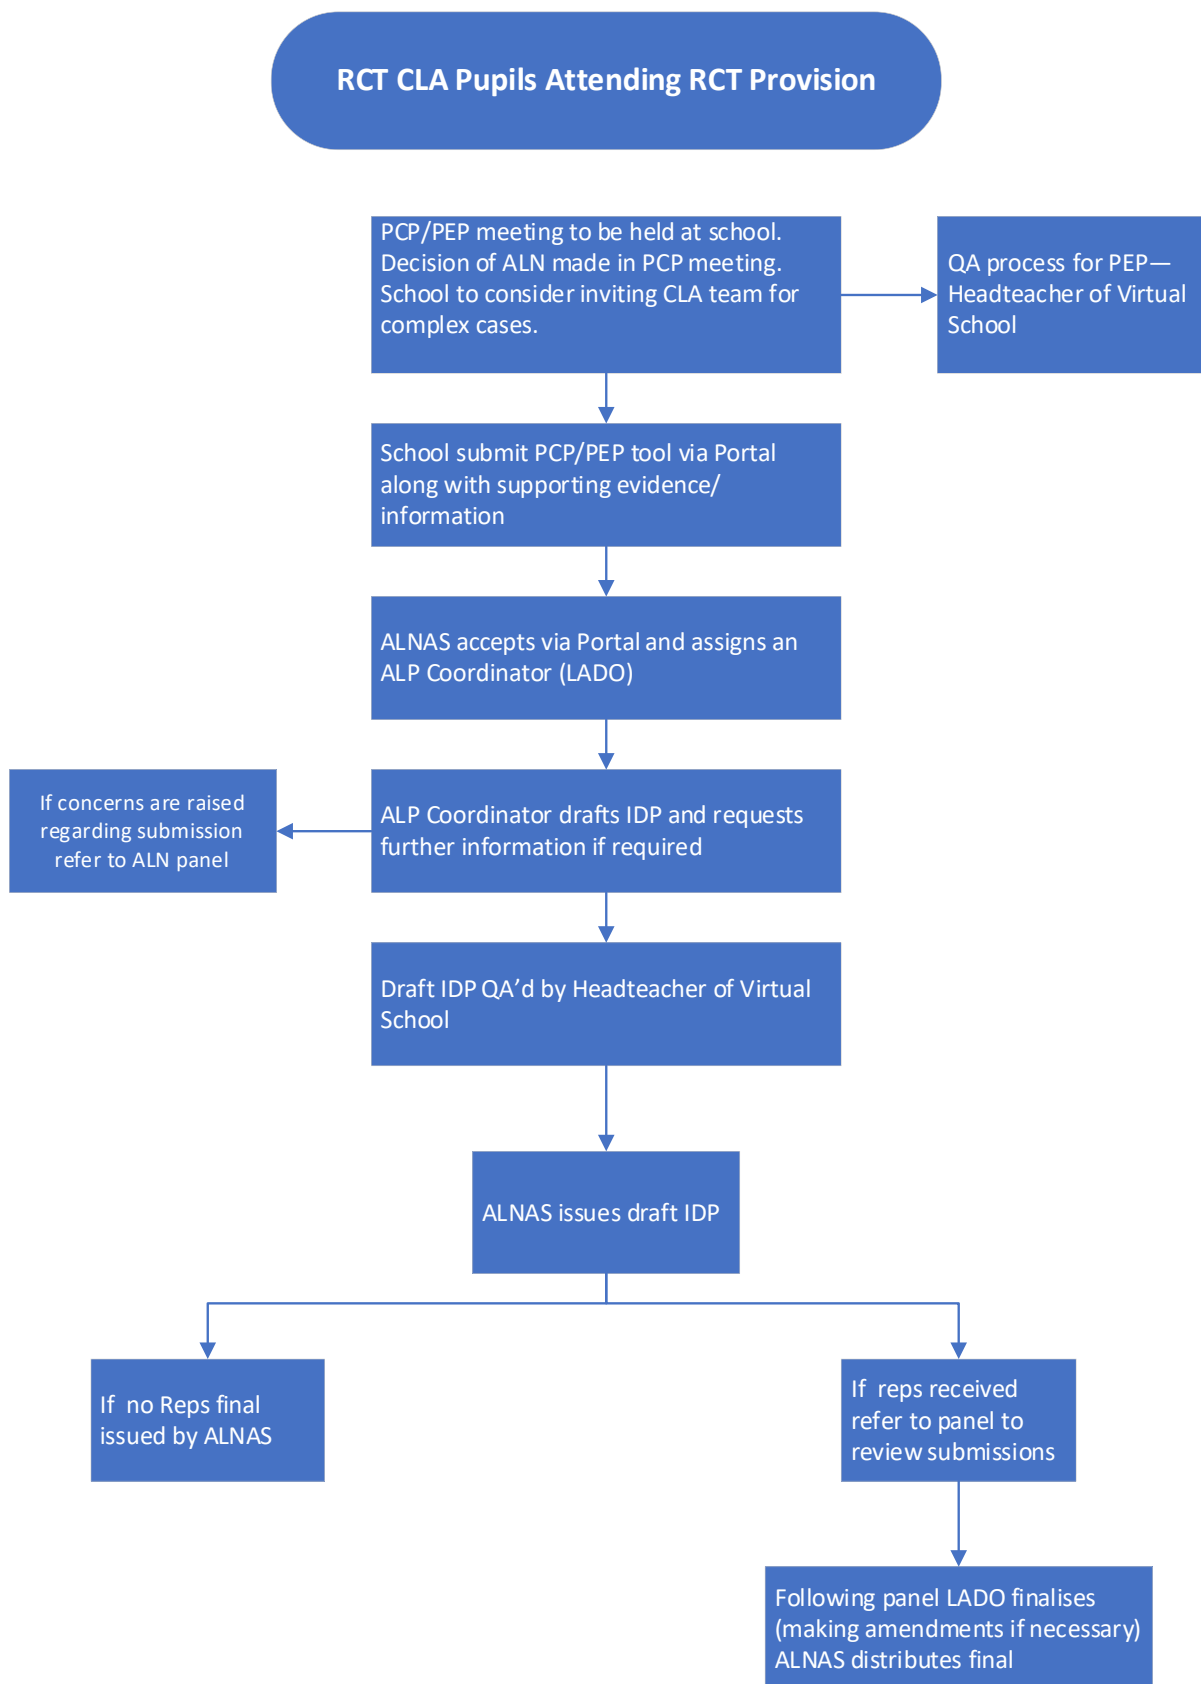 RCT CLA Pupils Attending RCT Provision
PCP/PEP meeting to be held at school.
Decision of ALN made in PCP meeting.
School to consider inviting CLA team for
complex cases.
QA process for PEP—
Headteacher of Virtual
School
School submit PCP/PEP tool via Portal
along with supporting evidence/
information
ALNAS accepts via Portal and assigns an
ALP Coordinator (LADO)
If concerns are raised
regarding submission
refer to ALN panel
ALP Coordinator drafts IDP and requests
further information if required
Draft IDP QA’d by Headteacher of Virtual
School
ALNAS issues draft IDP
If  no Reps final
issued by ALNAS
If  reps received
refer to panel to
review submissions
Following panel LADO finalises
(making amendments if necessary)
ALNAS distributes final